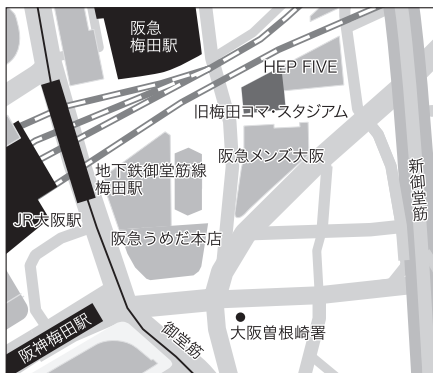 阪急
梅田駅
HEP FIVE
旧梅田コマ・スタジアム
阪急メンズ大阪
新御堂筋
地下鉄御堂筋線
梅田駅
JR大阪駅
阪急うめだ本店
阪神梅田駅
御堂筋
大阪曽根崎署